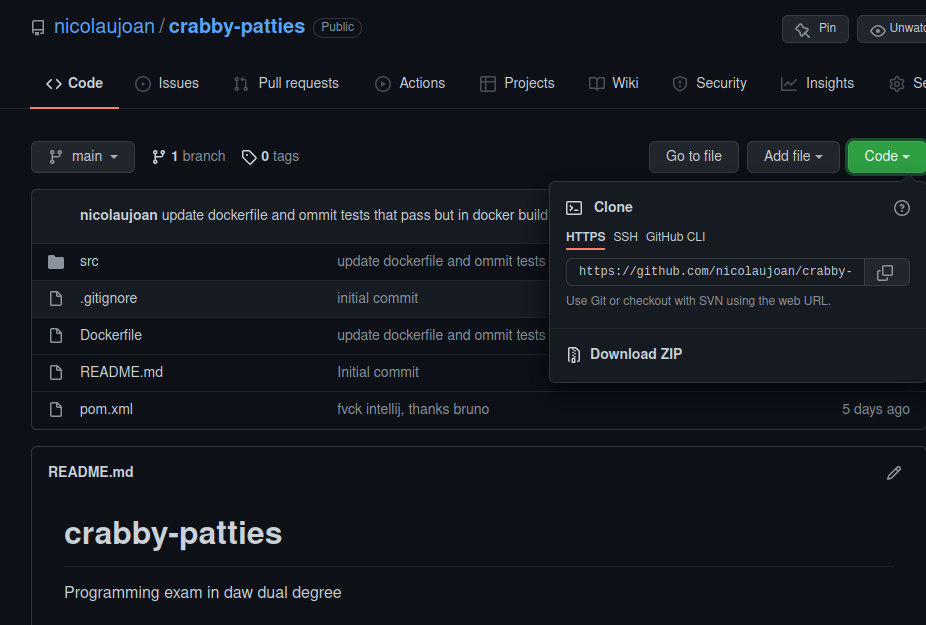 nicolaujoan / crabby-patties Public
Pin
Unwatc
Code
Issues
Pull requests
Actions
Projects
Wiki
Security
Insights
Se
main
1 branch
0 tags
Go to file
Add file
Code
nicolaujoan update dockerfile and ommit tests that pass but in docker build
src update dockerfile and ommit tests
.gitignore initial commit
Dockerfile update dockerfile and ommit tests
README.md Initial commit
pom.xml fvck intellij, thanks bruno 5 days ago
Clone
HTTPS SSH GitHub CLI
https://github.com/nicolaujoan/crabby-
Use Git or checkout with SVN using the web URL.
Download ZIP
README.md
crabby-patties
Programming exam in daw dual degree